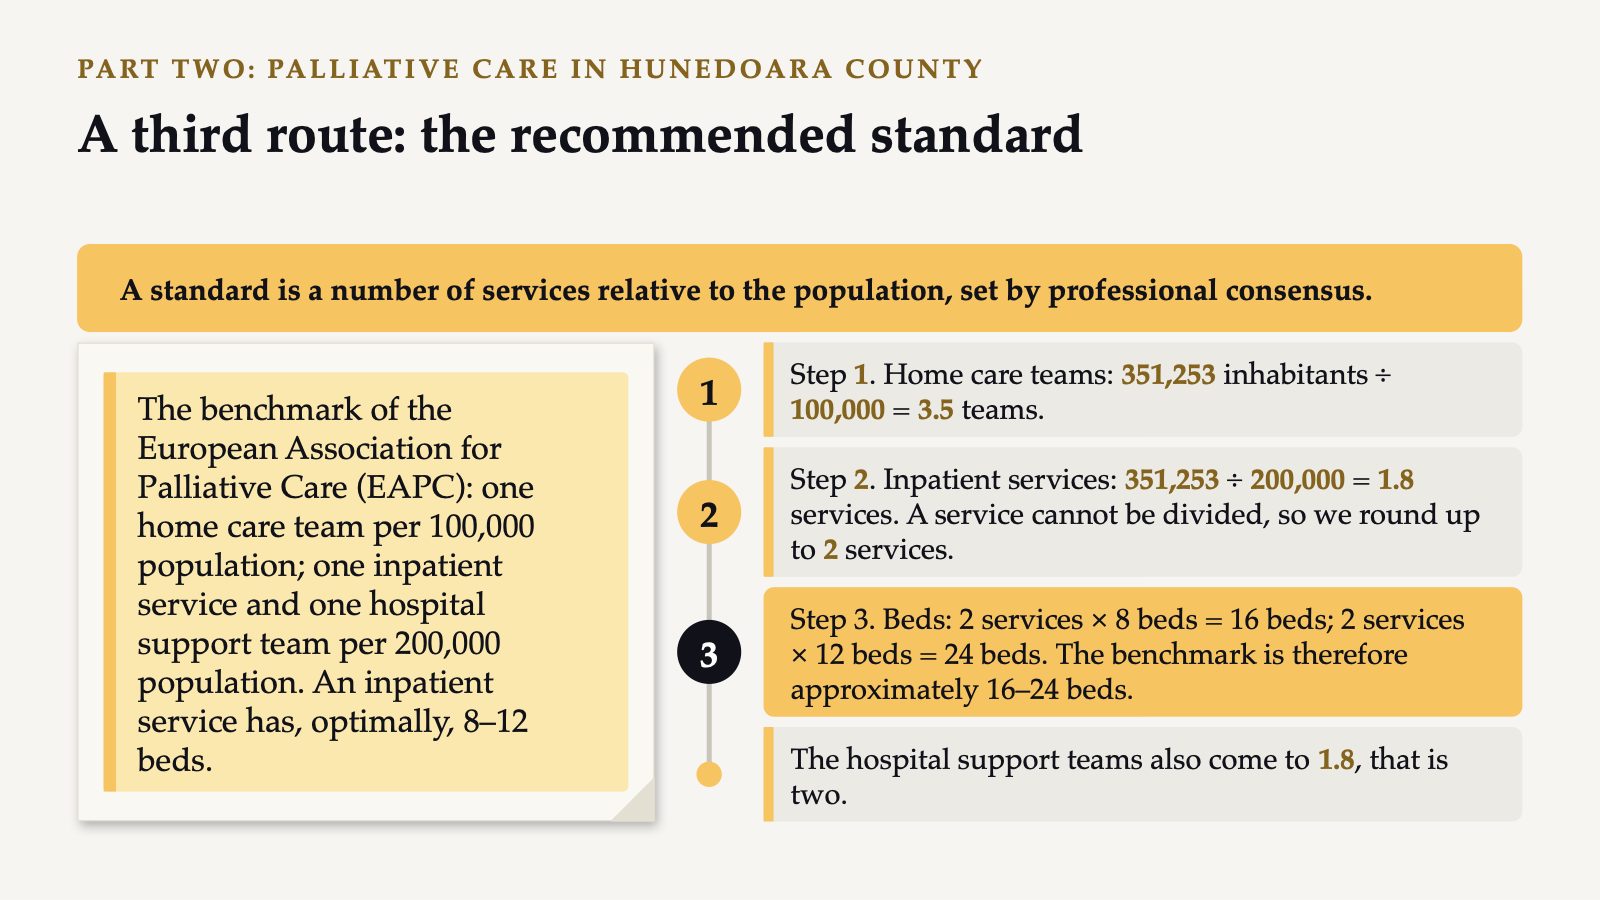 PART TWO: PALLIATIVE CARE IN HUNEDOARA COUNTY
A third route: the recommended standard
A standard is a number of services relative to the population, set by professional consensus.
The benchmark of the
European Association for
Palliative Care (EAPC): one
home care team per 100,000
population; one inpatient
service and one hospital
support team per 200,000
population. An inpatient
service has, optimally, 8–12
beds.
1
Step 1. Home care teams: 351,253 inhabitants ÷
100,000 = 3.5 teams.
2
Step 2. Inpatient services: 351,253 ÷ 200,000 = 1.8
services. A service cannot be divided, so we round up
to 2 services.
3
Step 3. Beds: 2 services × 8 beds = 16 beds; 2 services
× 12 beds = 24 beds. The benchmark is therefore
approximately 16–24 beds.
The hospital support teams also come to 1.8, that is
two.